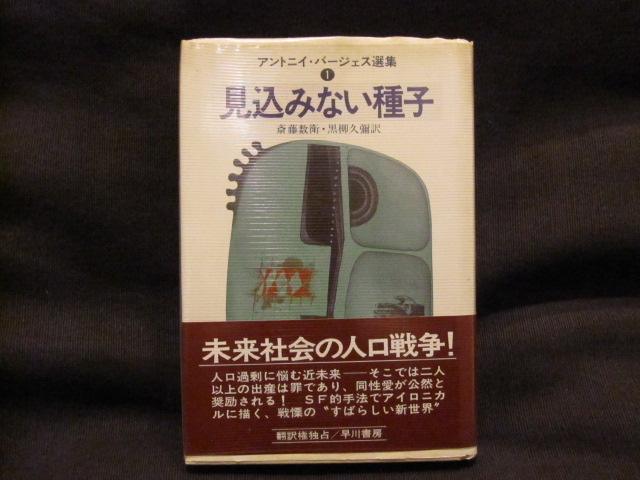 アントニイ・バージェス選集
1
見込みない種子
斎藤数衛・黒柳久彌訳
未来社会の人口戦争!
人口過剰に悩む近未来——そこでは二人
以上の出産は罪であり、同性愛が公然と
奨励される! SF的手法でアイロニカ
ルに描く、戦慄の〝すばらしい新世界〟
翻訳権独占/早川書房